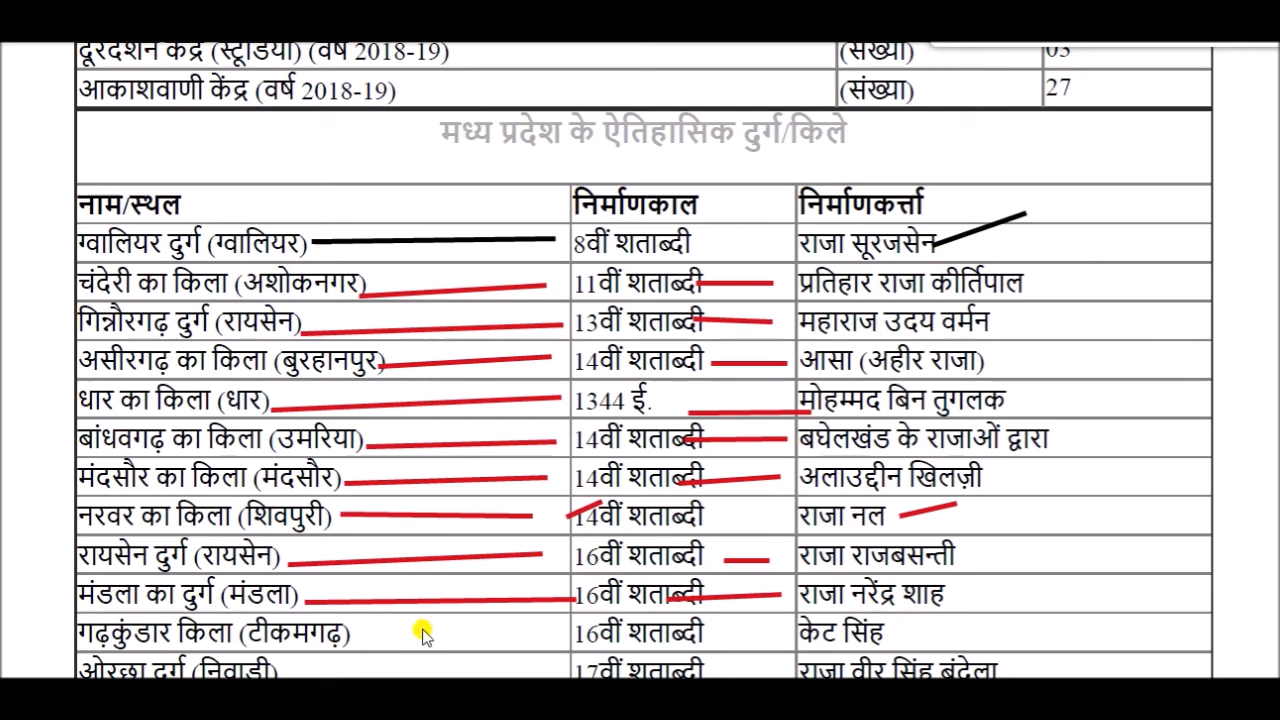 दूरदर्शन केंद्र (स्टूडियो) (वर्ष 2018-19) (संख्या) 03
आकाशवाणी केंद्र (वर्ष 2018-19) (संख्या) 27
मध्य प्रदेश के ऐतिहासिक दुर्ग/किले
नाम/स्थल निर्माणकाल निर्माणकर्त्ता
ग्वालियर दुर्ग (ग्वालियर) 8वीं शताब्दी राजा सूरजसेन
चंदेरी का किला (अशोकनगर) 11वीं शताब्दी प्रतिहार राजा कीर्तिपाल
गिन्नौरगढ़ दुर्ग (रायसेन) 13वीं शताब्दी महाराज उदय वर्मन
असीरगढ़ का किला (बुरहानपुर) 14वीं शताब्दी आसा (अहीर राजा)
धार का किला (धार) 1344 ई. मोहम्मद बिन तुगलक
बांधवगढ़ का किला (उमरिया) 14वीं शताब्दी बघेलखंड के राजाओं द्वारा
मंदसौर का किला (मंदसौर) 14वीं शताब्दी अलाउद्दीन खिलज़ी
नरवर का किला (शिवपुरी) 14वीं शताब्दी राजा नल
रायसेन दुर्ग (रायसेन) 16वीं शताब्दी राजा राजबसन्ती
मंडला का दुर्ग (मंडला) 16वीं शताब्दी राजा नरेंद्र शाह
गढ़कुंडार किला (टीकमगढ़) 16वीं शताब्दी केट सिंह
ओरछा दुर्ग (निवाड़ी) 17वीं शताब्दी राजा वीर सिंह बुंदेला